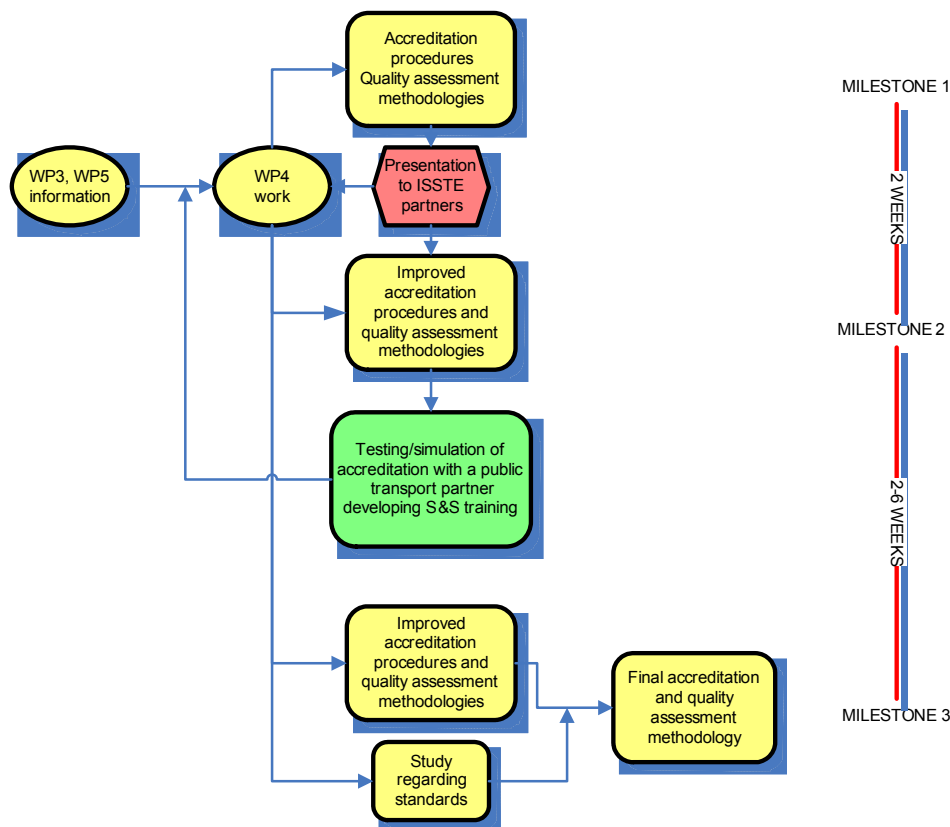 Accreditation
procedures
Quality assessment
methodologies
MILESTONE 1
WP3, WP5
information
WP4
work
Presentation
to ISSTE
partners
2 WEEKS
Improved
accreditation
procedures and
quality assessment
methodologies
MILESTONE 2
Testing/simulation of
accreditation with a public
transport partner
developing S&S training
2-6 WEEKS
Improved
accreditation
procedures and
quality assessment
methodologies
Final accreditation
and quality
assessment
methodology
MILESTONE 3
Study
regarding
standards